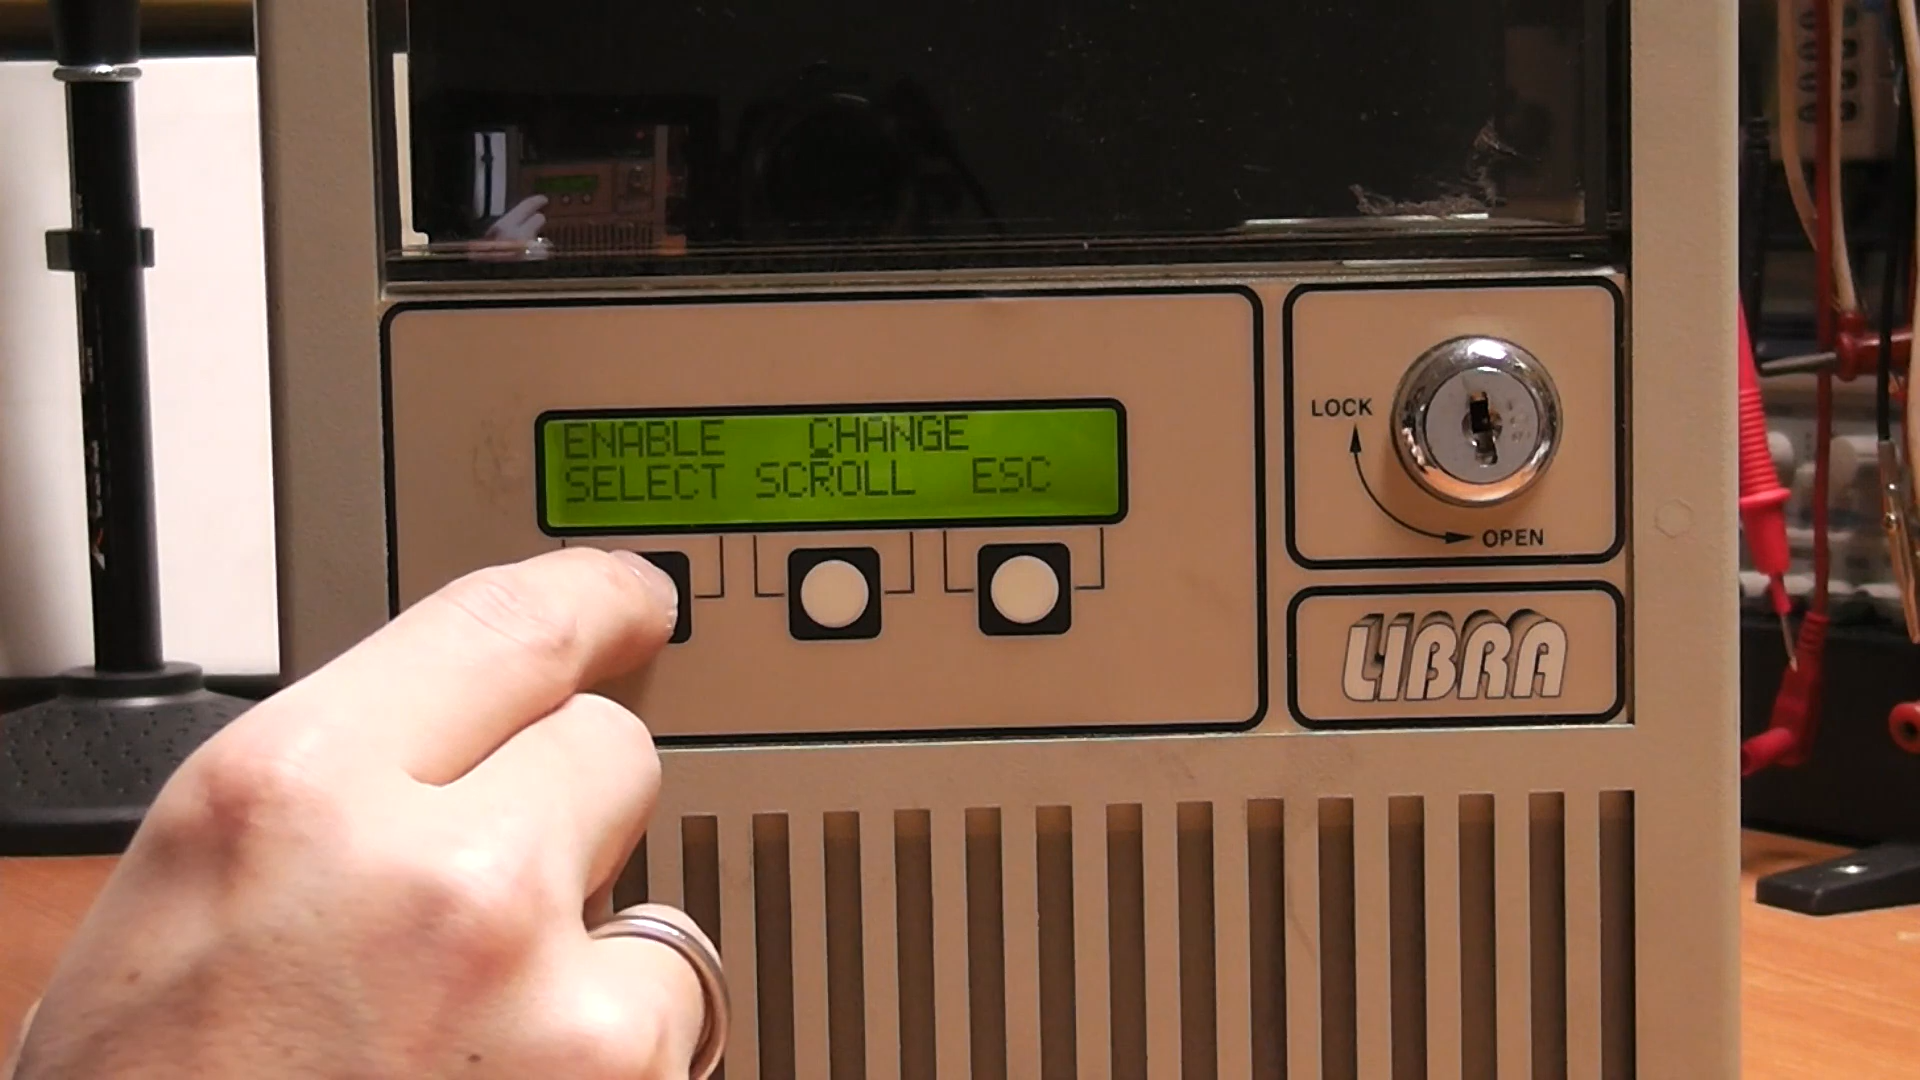 ENABLE CHANGE
SELECT SCROLL ESC
LOCK
OPEN
LIBRA